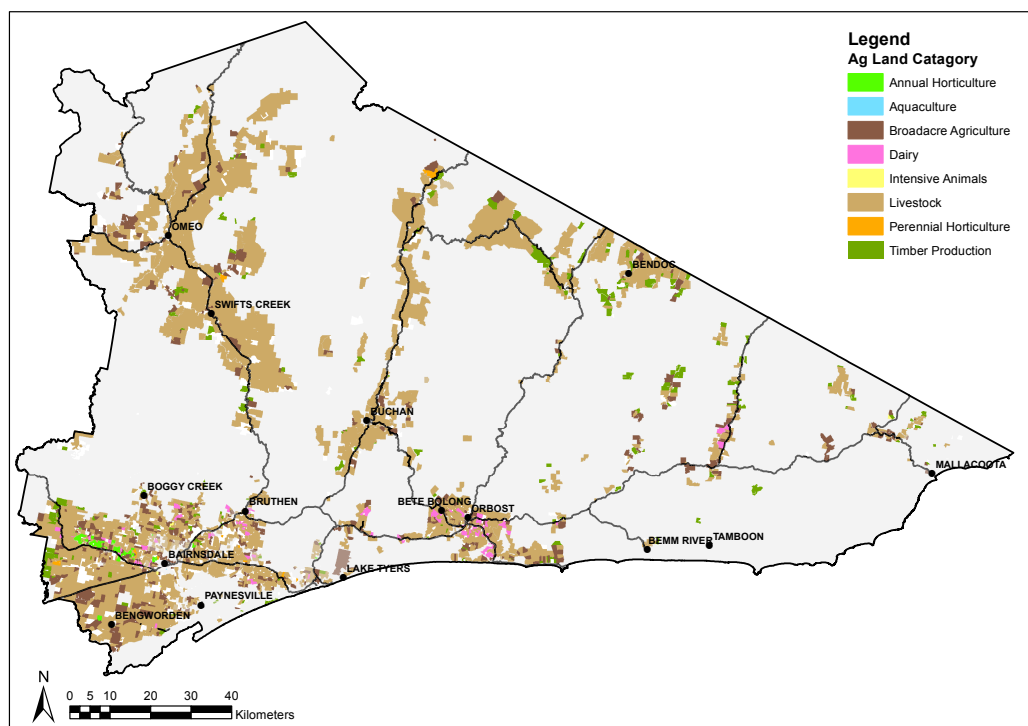 Legend
Ag Land Catagory
Annual Horticulture
Aquaculture
Broadacre Agriculture
Dairy
Intensive Animals
Livestock
Perennial Horticulture
Timber Production
OMEO
BENDOC
SWIFTS CREEK
BUCHAN
MALLACOOTA
BOGGY CREEK
BRUTHEN
BETE BOLONG
ORBOST
BEMM RIVER
TAMBOON
BAIRNSDALE
LAKE TYERS
PAYNESVILLE
BENGWORDEN
N
0 5 10 20 30 40
Kilometers